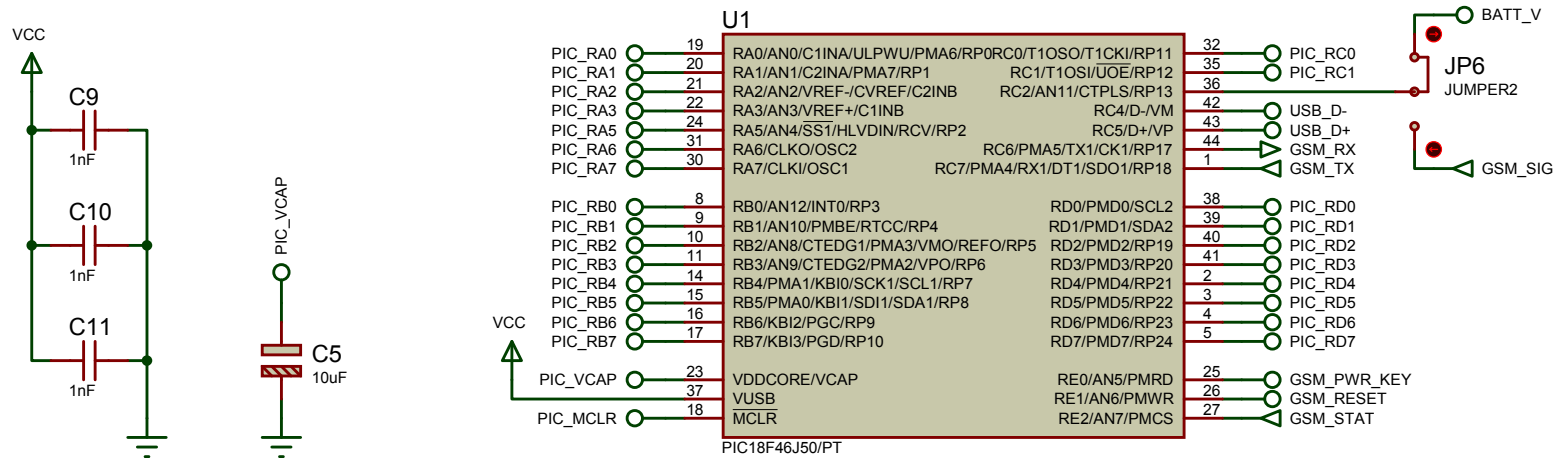 VCC
C9
1nF
C10
1nF
C11
1nF
PIC_VCAP
C5
10uF
U1
PIC_RA0 19 RA0/AN0/C1INA/ULPWU/PMA6/RP0 RC0/T1OSO/T1CKI/RP11 32 PIC_RC0
PIC_RA1 20 RA1/AN1/C2INA/PMA7/RP1 RC1/T1OSI/UOE/RP12 35 PIC_RC1
PIC_RA2 21 RA2/AN2/VREF-/CVREF/C2INB RC2/AN11/CTPLS/RP13 36
PIC_RA3 22 RA3/AN3/VREF+/C1INB RC4/D-/VM 42 USB_D-
PIC_RA5 24 RA5/AN4/SS1/HLVDIN/RCV/RP2 RC5/D+/VP 43 USB_D+
PIC_RA6 31 RA6/CLKO/OSC2 RC6/PMA5/TX1/CK1/RP17 44 GSM_RX
PIC_RA7 30 RA7/CLKI/OSC1 RC7/PMA4/RX1/DT1/SDO1/RP18 1 GSM_TX
PIC_RB0 8 RB0/AN12/INT0/RP3 RD0/PMD0/SCL2 38 PIC_RD0
PIC_RB1 9 RB1/AN10/PMBE/RTCC/RP4 RD1/PMD1/SDA2 39 PIC_RD1
PIC_RB2 10 RB2/AN8/CTEDG1/PMA3/VMO/REFO/RP5 RD2/PMD2/RP19 40 PIC_RD2
PIC_RB3 11 RB3/AN9/CTEDG2/PMA2/VPO/RP6 RD3/PMD3/RP20 41 PIC_RD3
PIC_RB4 14 RB4/PMA1/KBI0/SCK1/SCL1/RP7 RD4/PMD4/RP21 2 PIC_RD4
PIC_RB5 15 RB5/PMA0/KBI1/SDI1/SDA1/RP8 RD5/PMD5/RP22 3 PIC_RD5
PIC_RB6 16 RB6/KBI2/PGC/RP9 RD6/PMD6/RP23 4 PIC_RD6
PIC_RB7 17 RB7/KBI3/PGD/RP10 RD7/PMD7/RP24 5 PIC_RD7
VCC
PIC_VCAP 23 VDDCORE/VCAP RE0/AN5/PMRD 25 GSM_PWR_KEY
37 VUSB RE1/AN6/PMWR 26 GSM_RESET
PIC_MCLR 18 MCLR RE2/AN7/PMCS 27 GSM_STAT
PIC18F46J50/PT
BATT_V
JP6
JUMPER2
GSM_SIG